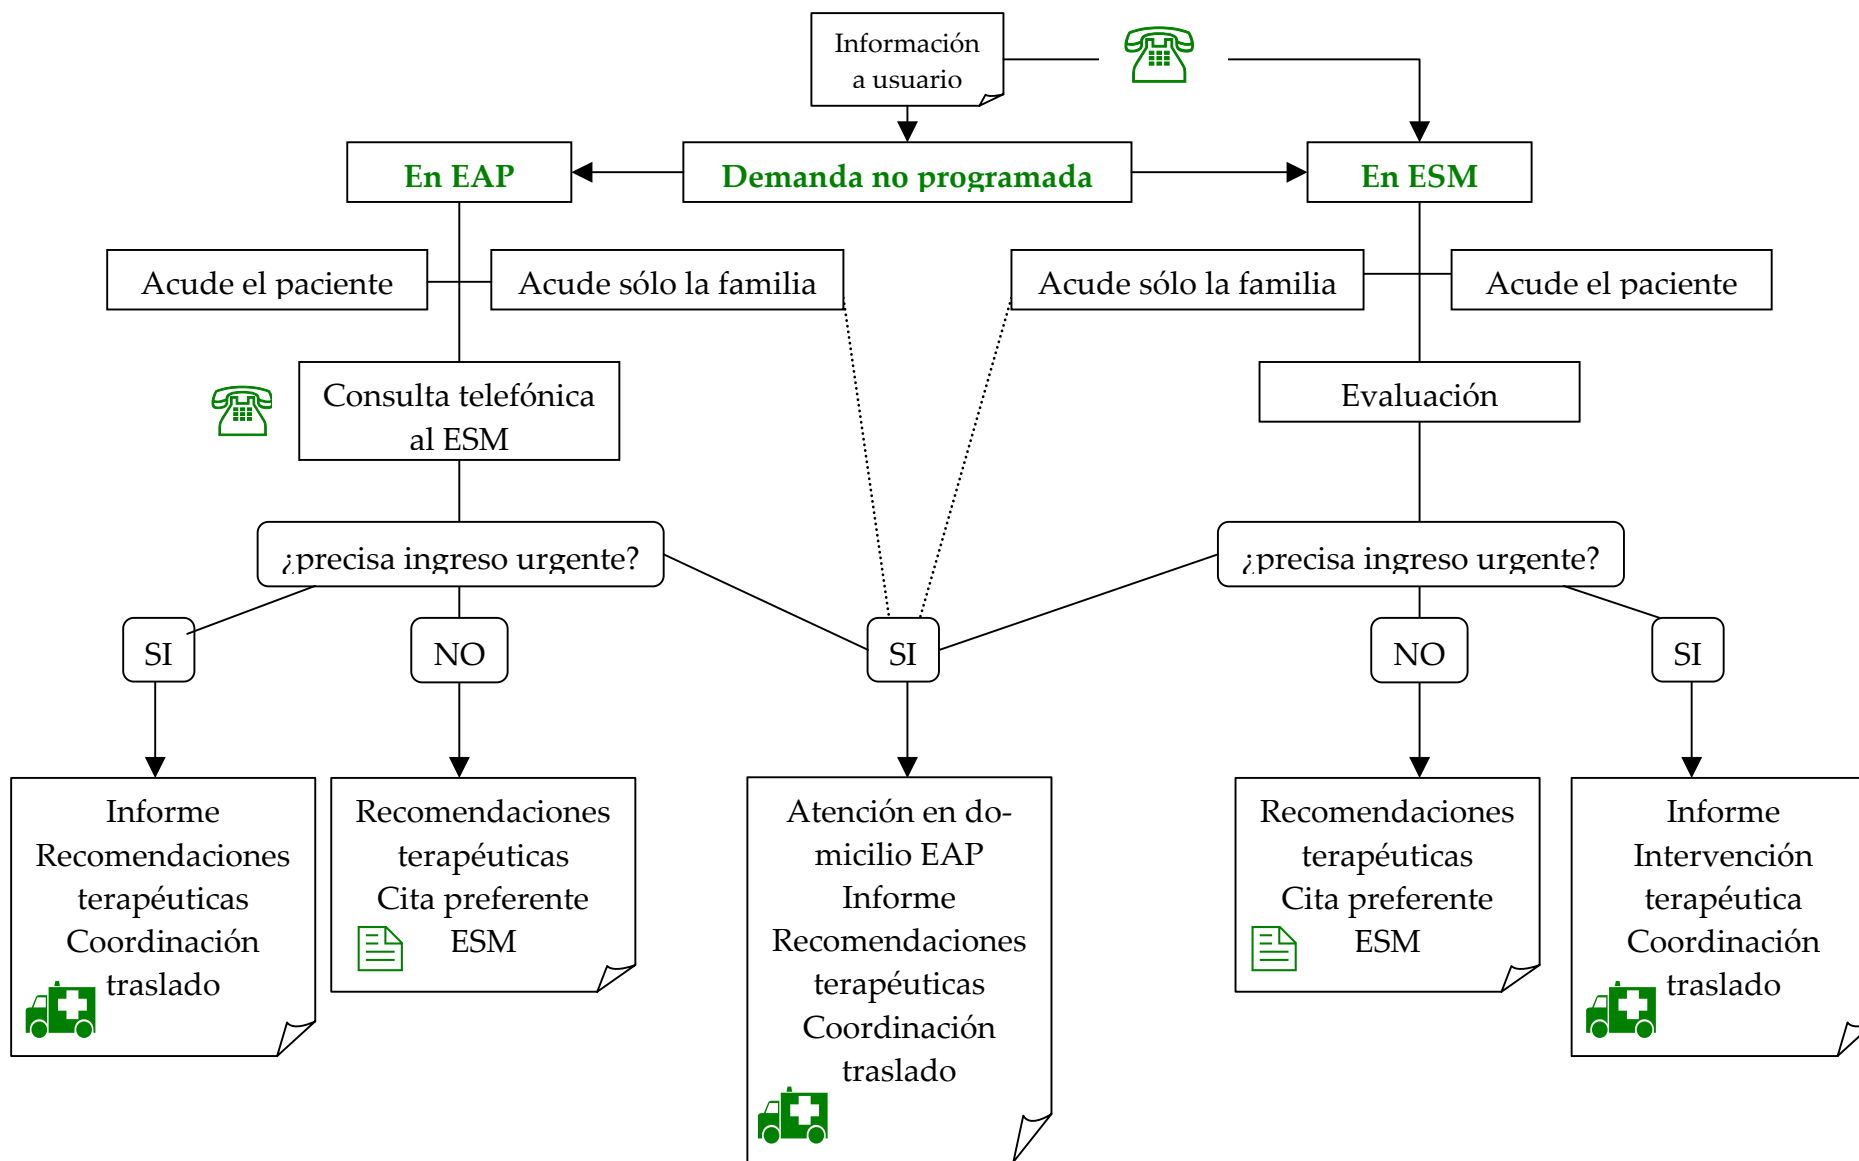 Información
a usuario
En EAP
Demanda no programada
En ESM
Acude el paciente
Acude sólo la familia
Acude sólo la familia
Acude el paciente
Consulta telefónica
al ESM
Evaluación
¿precisa ingreso urgente?
¿precisa ingreso urgente?
SI
NO
SI
NO
SI
Informe
Recomendaciones
terapéuticas
Coordinación
traslado
Recomendaciones
terapéuticas
Cita preferente
ESM
Atención en do-
micilio EAP
Informe
Recomendaciones
terapéuticas
Coordinación
traslado
Recomendaciones
terapéuticas
Cita preferente
ESM
Informe
Intervención
terapéutica
Coordinación
traslado